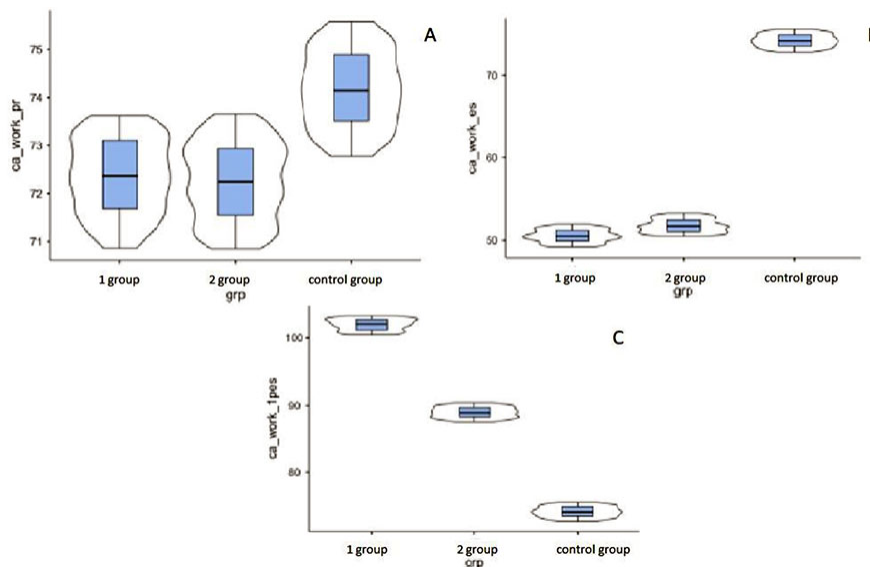 A
75
74
73
72
71
ca_work_pr
1 group
2 group
control group
grp
70
60
50
ca_work_es
1 group
2 group
control group
grp
C
100
90
80
ca_work_1pes
1 group
2 group
control group
grp